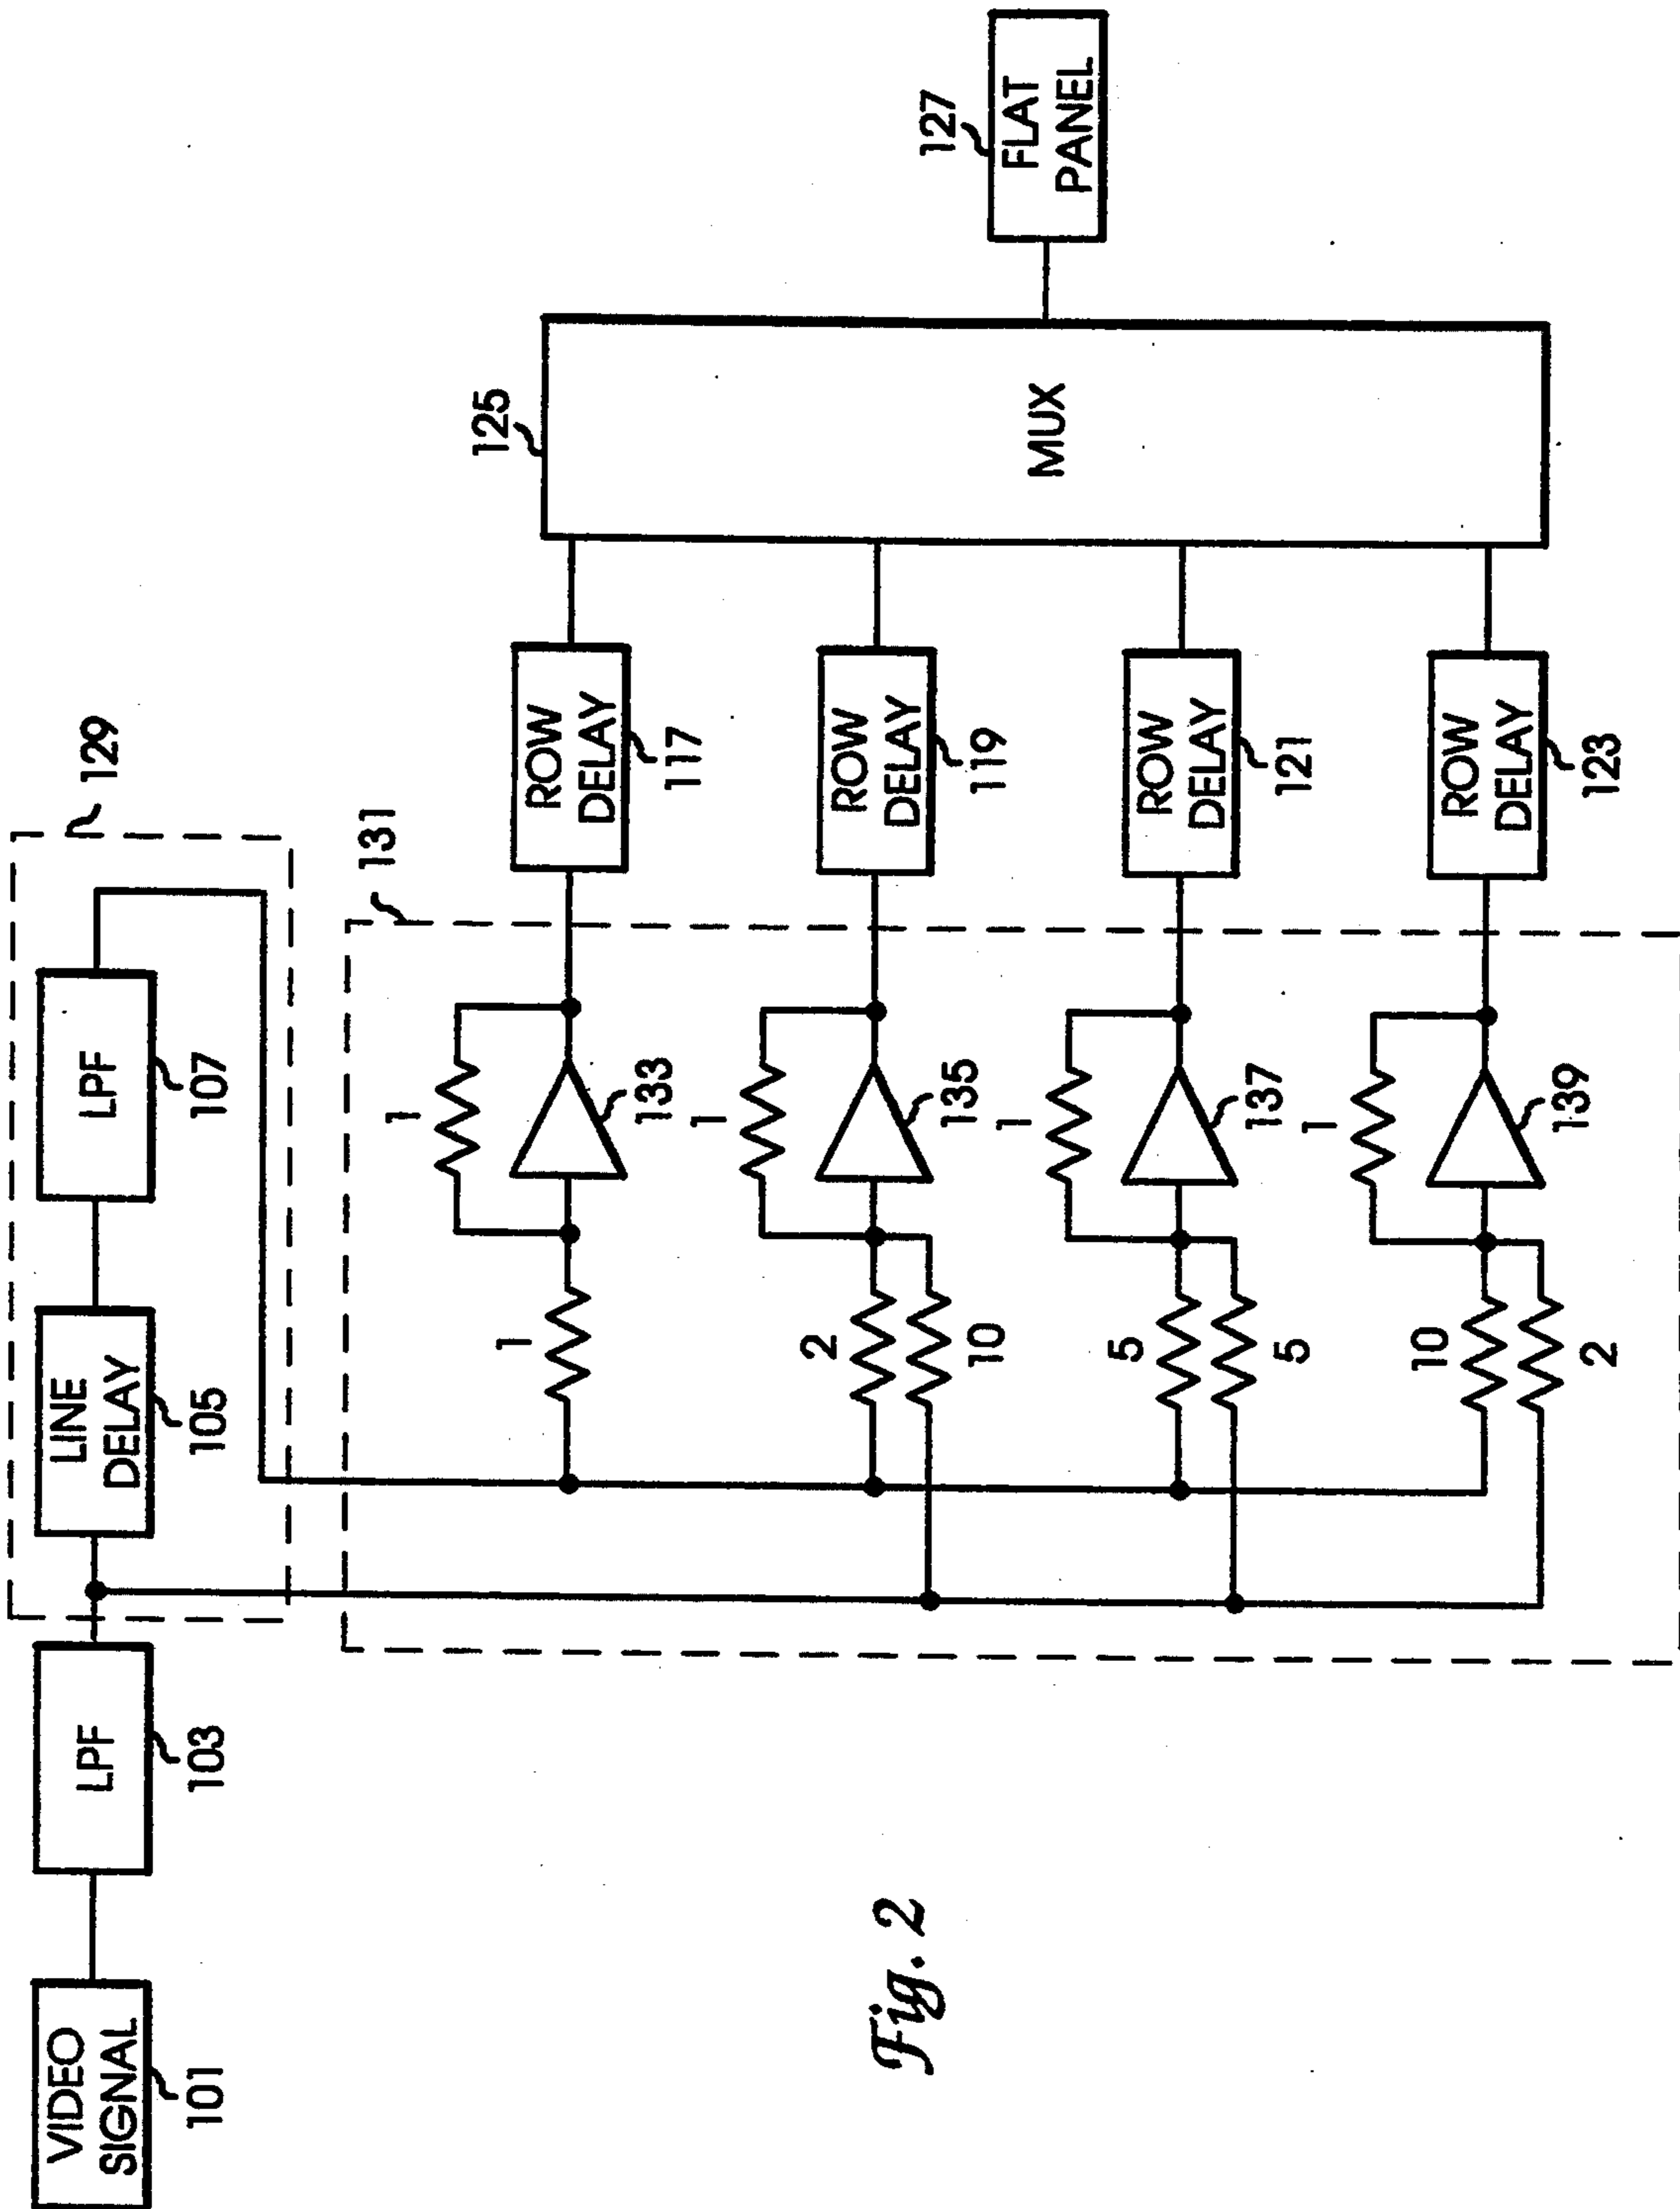 VIDEO
SIGNAL
101
LPF
103
LINE
DELAY
105
LPF
107
129
131
1
1
133
ROW
DELAY
117
2
10
1
135
ROW
DELAY
119
5
5
1
137
ROW
DELAY
121
10
2
1
139
ROW
DELAY
123
MUX
125
FLAT
PANEL
127
Fig. 2